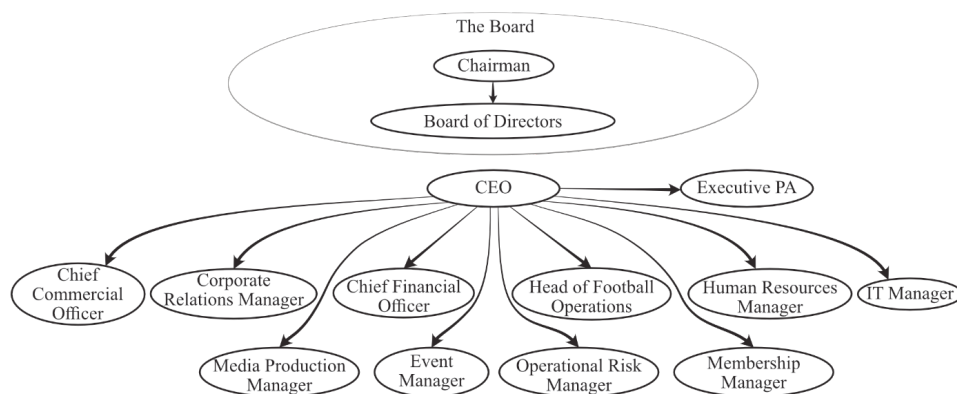 The Board
Chairman
Board of Directors
CEO
Executive PA
Chief
Commercial
Officer
Corporate
Relations Manager
Chief Financial
Officer
Head of Football
Operations
Human Resources
Manager
IT Manager
Media Production
Manager
Event
Manager
Operational Risk
Manager
Membership
Manager